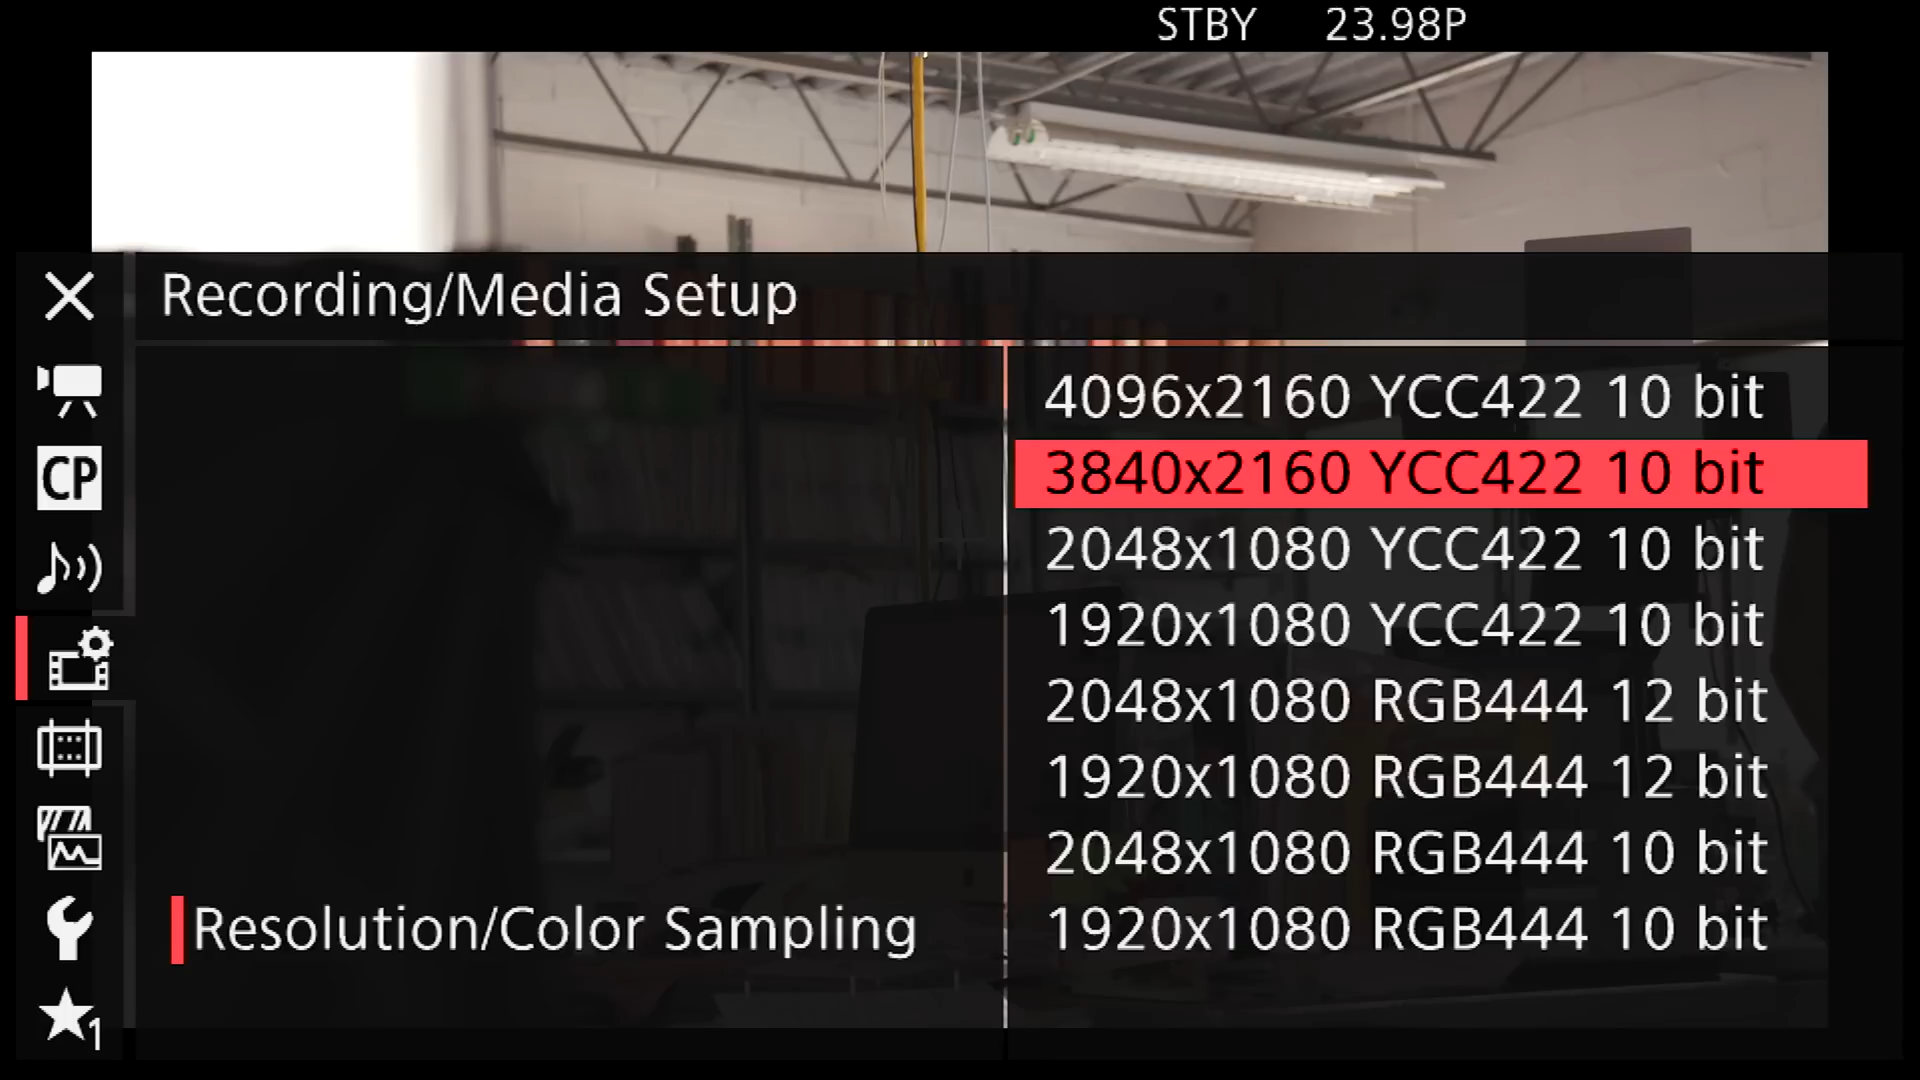 STBY 23.98P
Recording/Media Setup
4096x2160 YCC422 10 bit
3840x2160 YCC422 10 bit
CP
2048x1080 YCC422 10 bit
1920x1080 YCC422 10 bit
2048x1080 RGB444 12 bit
1920x1080 RGB444 12 bit
2048x1080 RGB444 10 bit
Resolution/Color Sampling
1920x1080 RGB444 10 bit
1